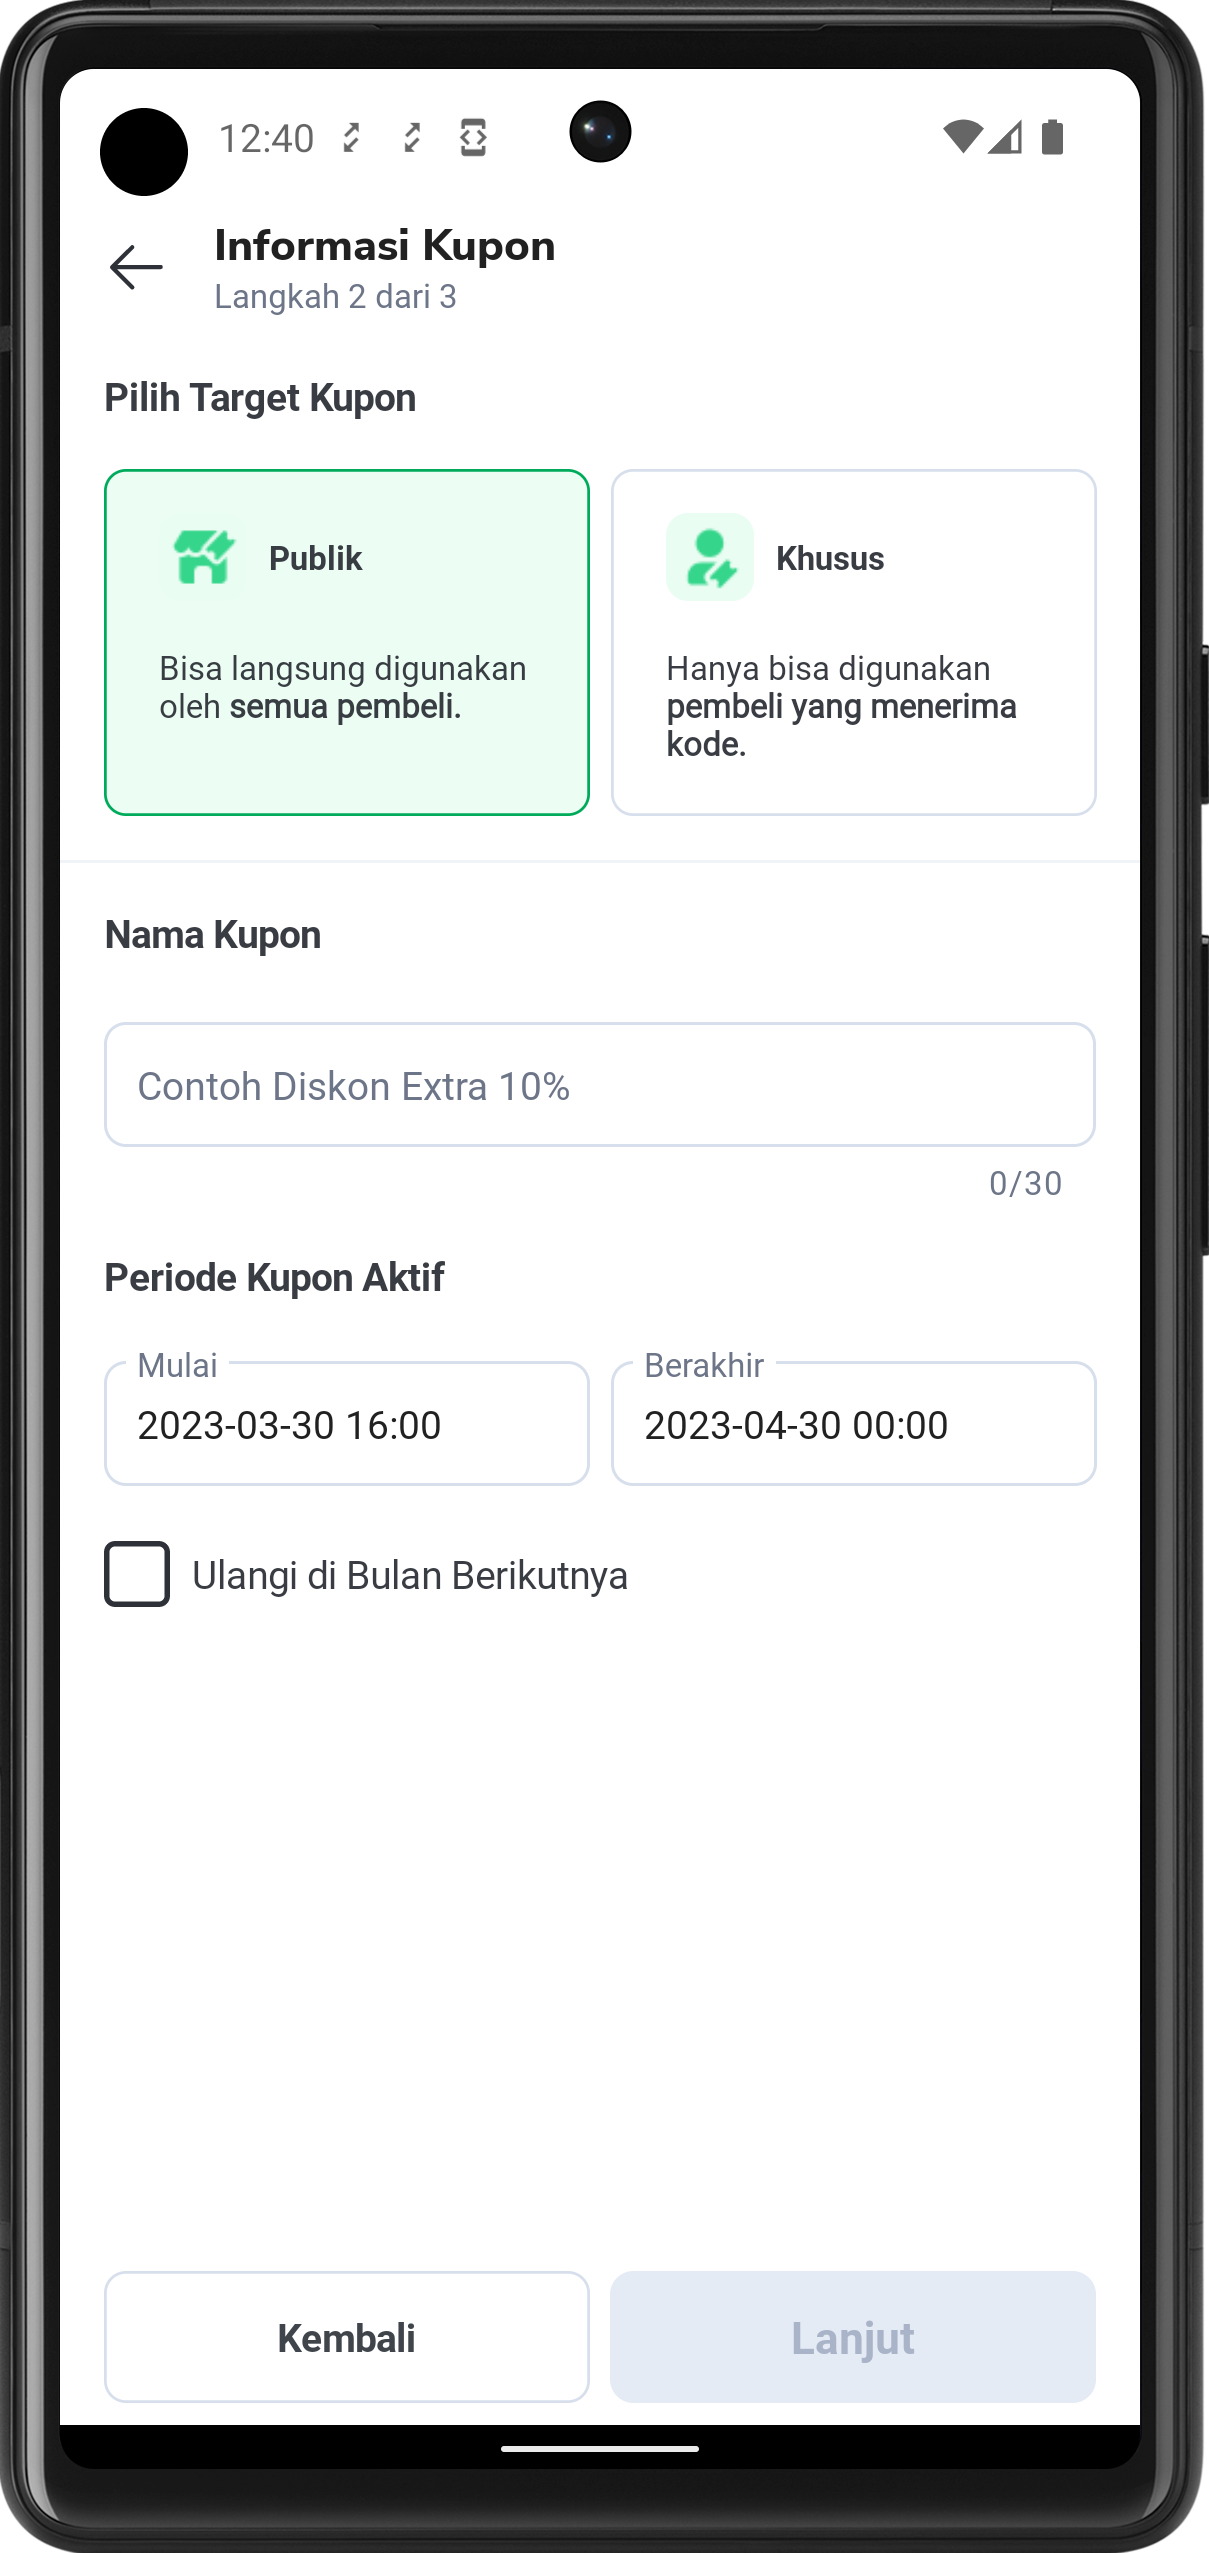 12:40
Informasi Kupon
Langkah 2 dari 3
Pilih Target Kupon
Publik
Bisa langsung digunakan
oleh semua pembeli.
Khusus
Hanya bisa digunakan
pembeli yang menerima
kode.
Nama Kupon
Contoh Diskon Extra 10%
0/30
Periode Kupon Aktif
Mulai
2023-03-30 16:00
Berakhir
2023-04-30 00:00
Ulangi di Bulan Berikutnya
Kembali
Lanjut